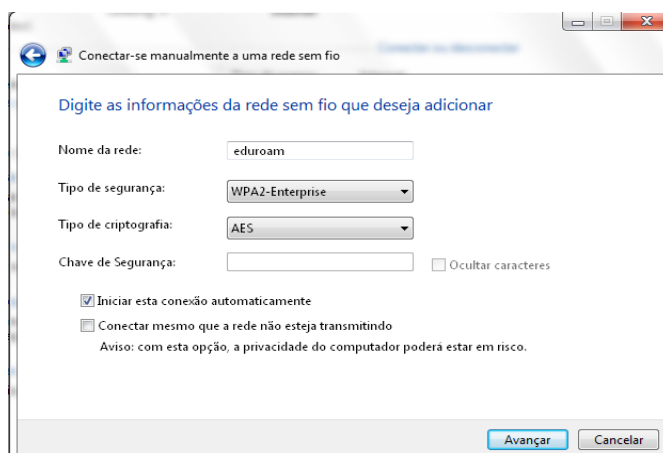 Conectar ou desconectar
Conectar-se manualmente a uma rede sem fio
Digite as informações da rede sem fio que deseja adicionar
Nome da rede: eduroam
Tipo de segurança: WPA2-Enterprise
Tipo de criptografia: AES
Chave de Segurança: Ocultar caracteres
Iniciar esta conexão automaticamente
Conectar mesmo que a rede não esteja transmitindo
Aviso: com esta opção, a privacidade do computador poderá estar em risco.
Avançar Cancelar